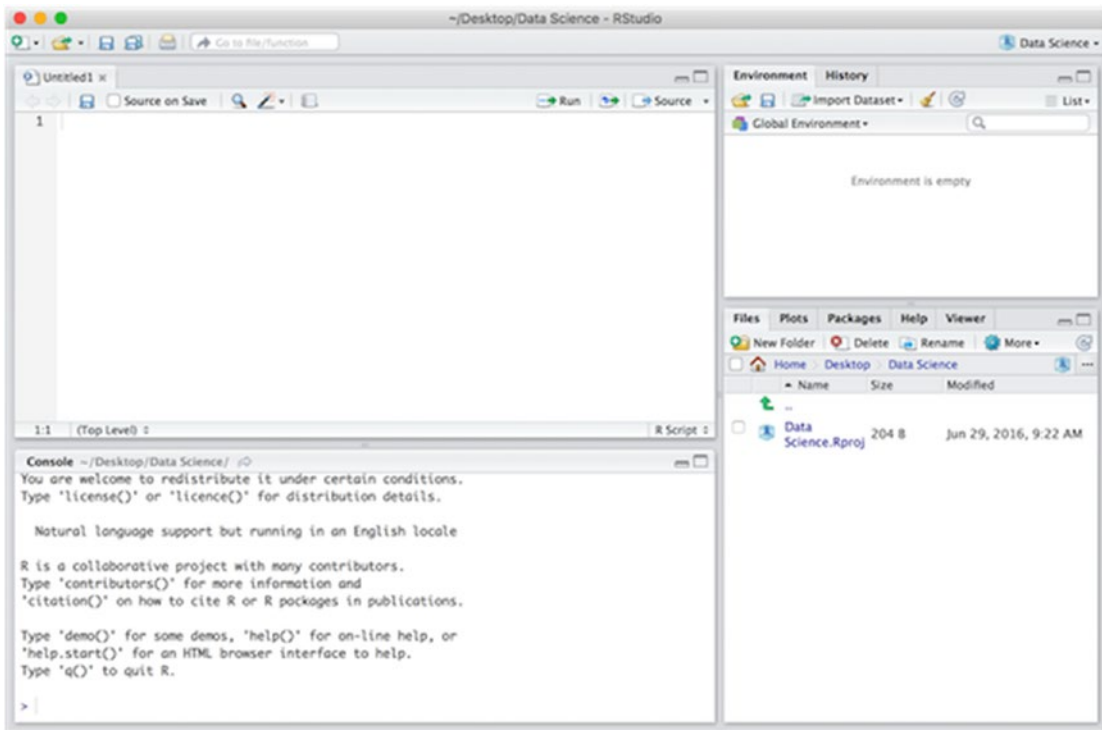 ~/Desktop/Data Science - RStudio
Go to file/function
Data Science
Untitled1
Source on Save
Run
Source
1
1:1
(Top Level)
R Script
Console ~/Desktop/Data Science/
You are welcome to redistribute it under certain conditions.
Type 'license()' or 'licence()' for distribution details.
Natural language support but running in an English locale
R is a collaborative project with many contributors.
Type 'contributors()' for more information and
'citation()' on how to cite R or R packages in publications.
Type 'demo()' for some demos, 'help()' for on-line help, or
'help.start()' for an HTML browser interface to help.
Type 'q()' to quit R.
>
Environment History
Import Dataset
List
Global Environment
Environment is empty
Files Plots Packages Help Viewer
New Folder Delete Rename More
Home Desktop Data Science
Name Size Modified
..
Data
Science.Rproj 204 B Jun 29, 2016, 9:22 AM